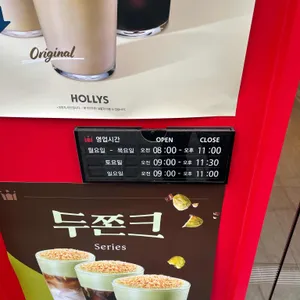 Original
HOLLYS
영업시간 OPEN CLOSE
월요일 - 목요일 오전 08:00 - 오후 11:00
토요일 오전 09:00 - 오후 11:30
일요일 오전 09:00 - 오후 11:00
두쫀크
Series